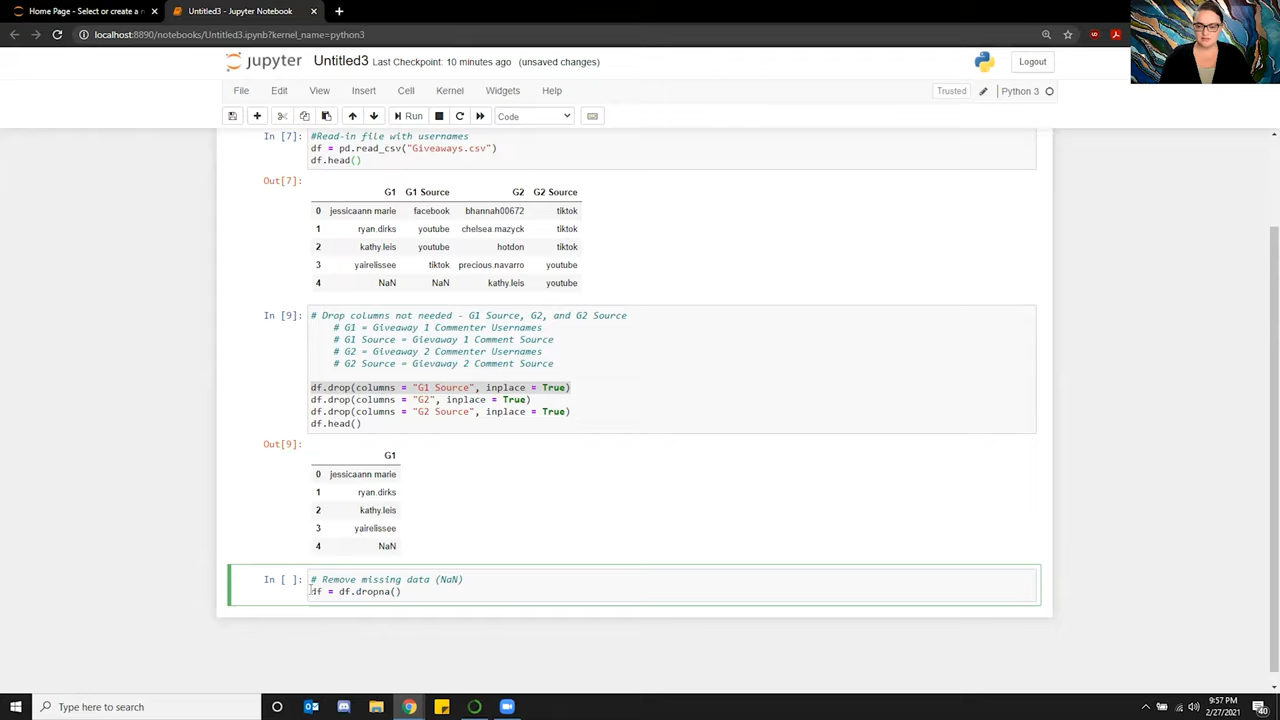 Home Page - Select or create a n
Untitled3 - Jupyter Notebook
localhost:8890/notebooks/Untitled3.ipynb?kernel_name=python3
jupyter Untitled3 Last Checkpoint: 10 minutes ago (unsaved changes)
Logout
File Edit View Insert Cell Kernel Widgets Help
Trusted Python 3
Run Code
In [7]: #Read-in file with usernames
df = pd.read_csv("Giveaways.csv")
df.head()
Out[7]:
G1 G1 Source G2 G2 Source
0 jessicaann marie facebook bhannah00672 tiktok
1 ryan.dirks youtube chelsea.mazyck tiktok
2 kathy.leis youtube hotdon tiktok
3 yairelissee tiktok precious.navarro youtube
4 NaN NaN kathy.leis youtube
In [9]: # Drop columns not needed - G1 Source, G2, and G2 Source
# G1 = Giveaway 1 Commenter Usernames
# G1 Source = Gievaway 1 Comment Source
# G2 = Giveaway 2 Commenter Usernames
# G2 Source = Gievaway 2 Comment Source
df.drop(columns = "G1 Source", inplace = True)
df.drop(columns = "G2", inplace = True)
df.drop(columns = "G2 Source", inplace = True)
df.head()
Out[9]:
G1
0 jessicaann marie
1 ryan.dirks
2 kathy.leis
3 yairelissee
4 NaN
In [ ]: # Remove missing data (NaN)
df = df.dropna()
Type here to search
9:57 PM
2/27/2021
40